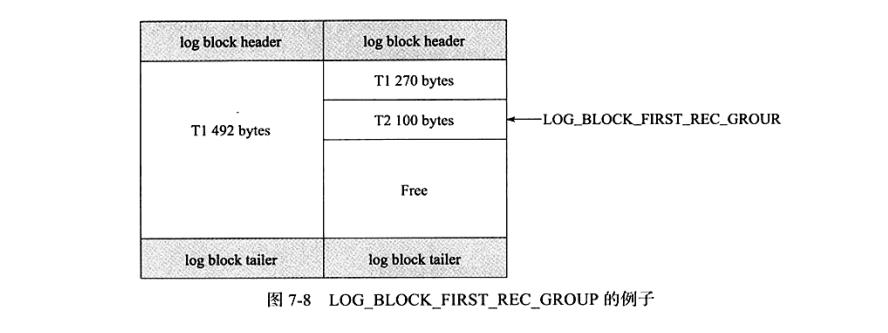 log block header
log block header
T1 270 bytes
T2 100 bytes
LOG_BLOCK_FIRST_REC_GROUR
T1 492 bytes
Free
log block tailer
log block tailer
图 7-8 LOG_BLOCK_FIRST_REC_GROUP 的例子